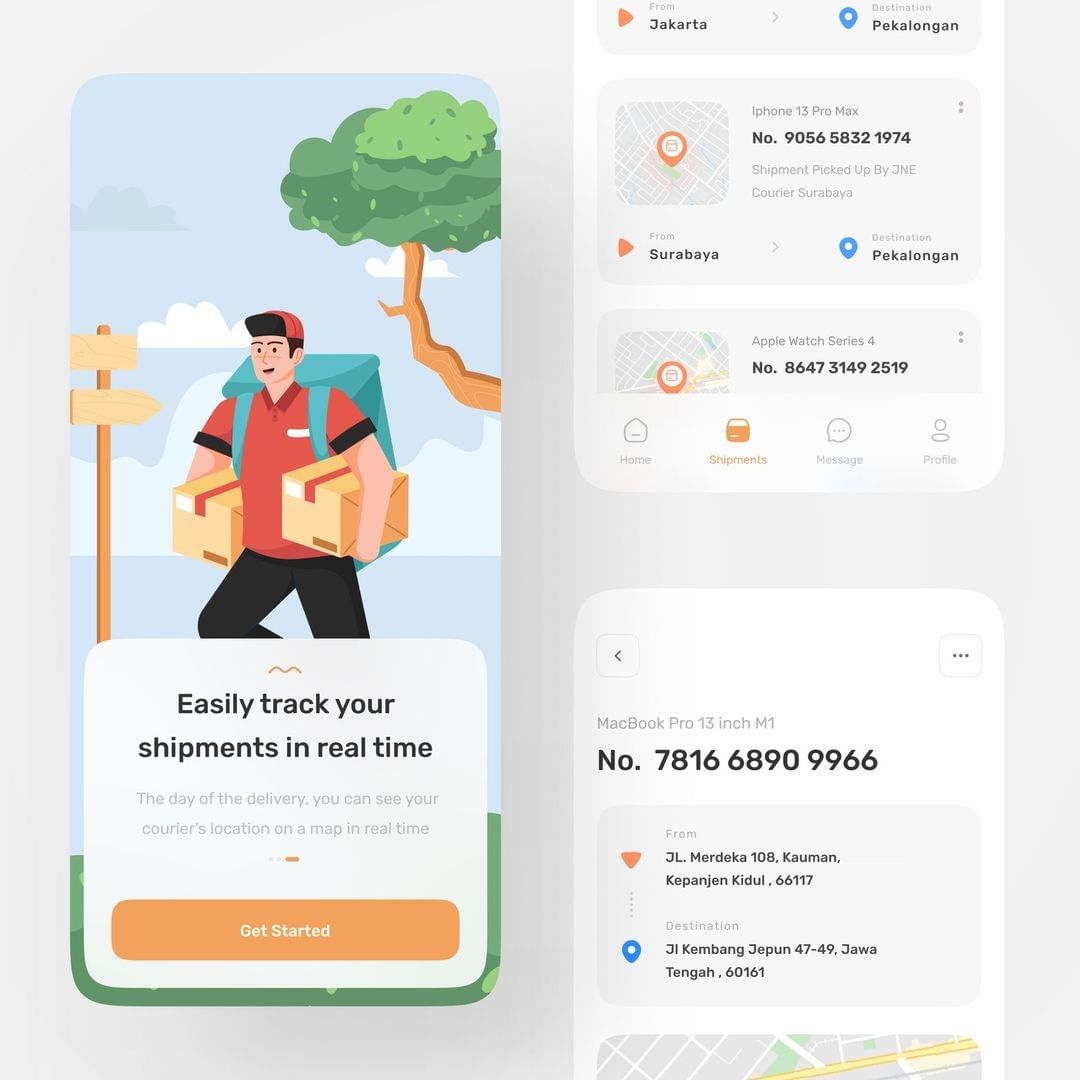 Easily track your
shipments in real time
The day of the delivery, you can see your
courier's location on a map in real time
Get Started
From
Jakarta
Destination
Pekalongan
Iphone 13 Pro Max
No. 9056 5832 1974
Shipment Picked Up By JNE
Courier Surabaya
From
Surabaya
Destination
Pekalongan
Apple Watch Series 4
No. 8647 3149 2519
Home
Shipments
Message
Profile
MacBook Pro 13 inch M1
No. 7816 6890 9966
From
JL. Merdeka 108, Kauman,
Kepanjen Kidul , 66117
Destination
Jl Kembang Jepun 47-49, Jawa
Tengah , 60161